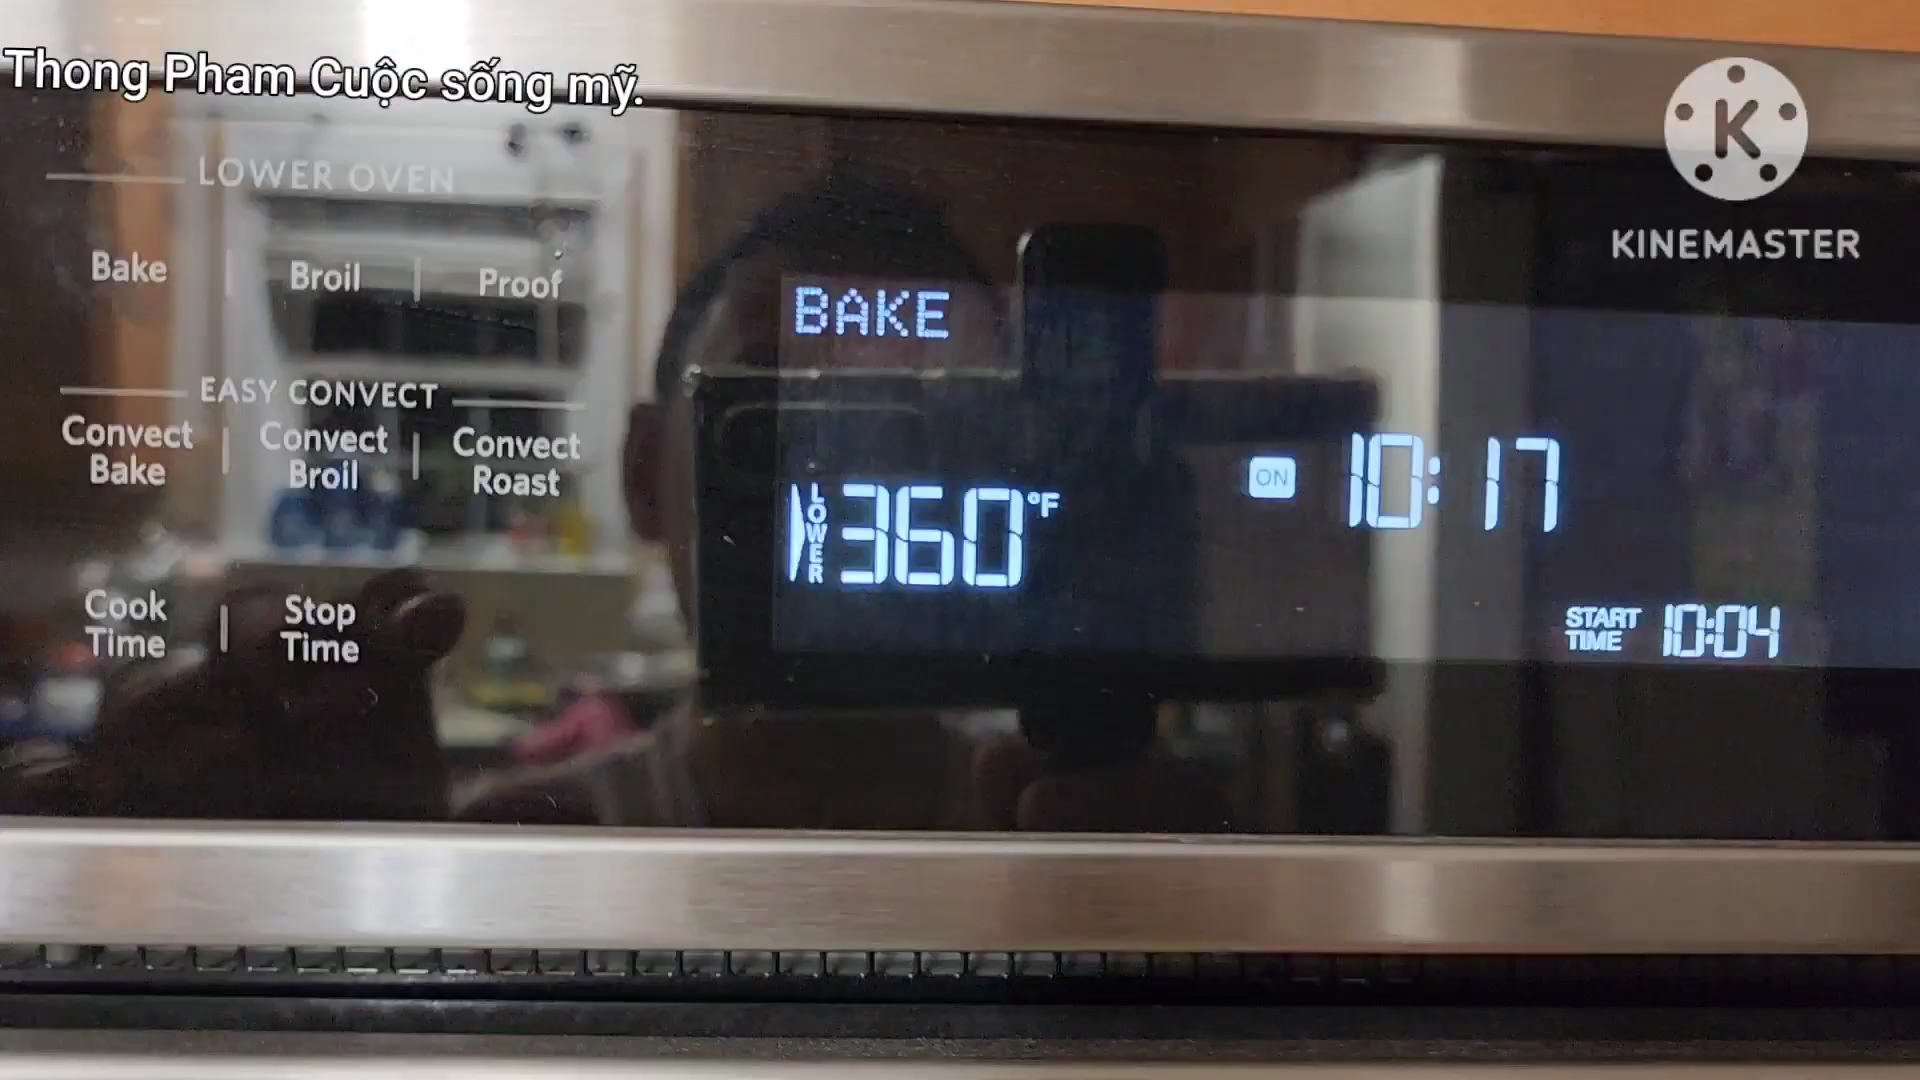 Thong Pham Cuộc sống mỹ.
KINEMASTER
LOWER OVEN
Bake | Broil | Proof
EASY CONVECT
Convect Bake | Convect Broil | Convect Roast
Cook Time | Stop Time
BAKE
LOWER 360°F
ON 10:17
START TIME 10:04